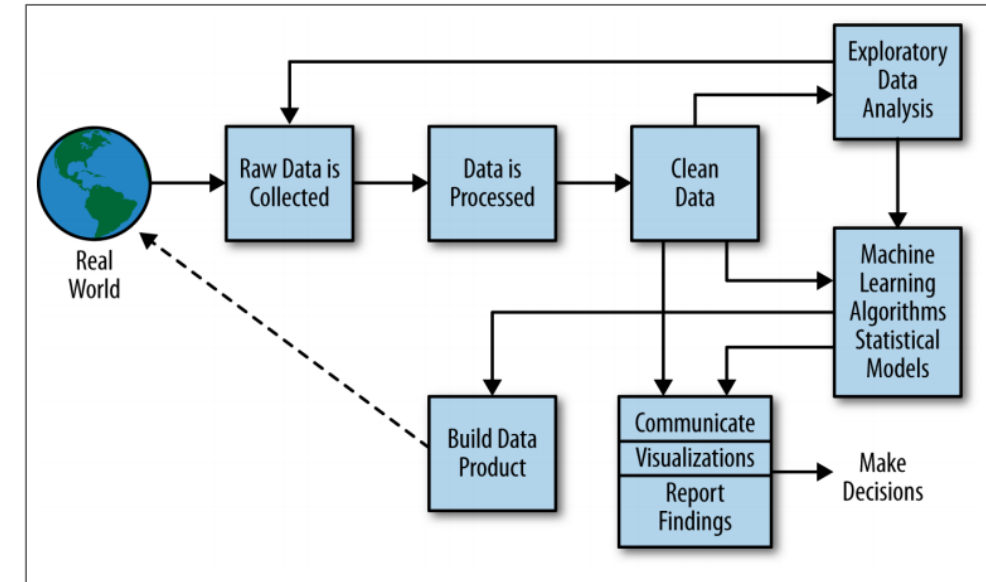 Real
World
Raw Data is
Collected
Data is
Processed
Clean
Data
Exploratory
Data
Analysis
Machine
Learning
Algorithms
Statistical
Models
Build Data
Product
Communicate
Visualizations
Report
Findings
Make
Decisions